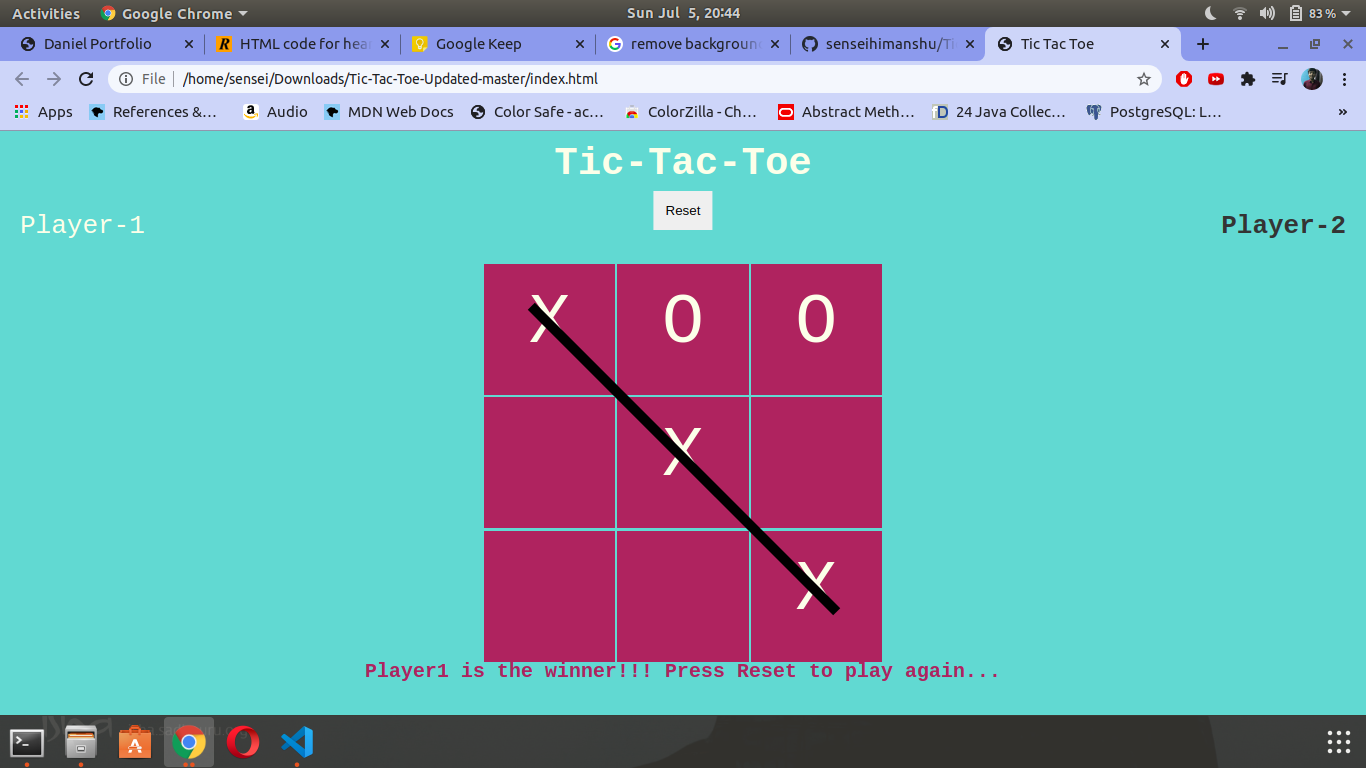 Activities Google Chrome Sun Jul 5, 20:44 83 %
Daniel Portfolio HTML code for hea Google Keep remove backgroun senseihimanshu/Ti Tic Tac Toe
File /home/sensei/Downloads/Tic-Tac-Toe-Updated-master/index.html
Apps References &... Audio MDN Web Docs Color Safe - ac... ColorZilla - Ch... Abstract Meth... 24 Java Collec... PostgreSQL: L... »
Tic-Tac-Toe
Reset
Player-1 Player-2
X O O
X
X
Player1 is the winner!!! Press Reset to play again...